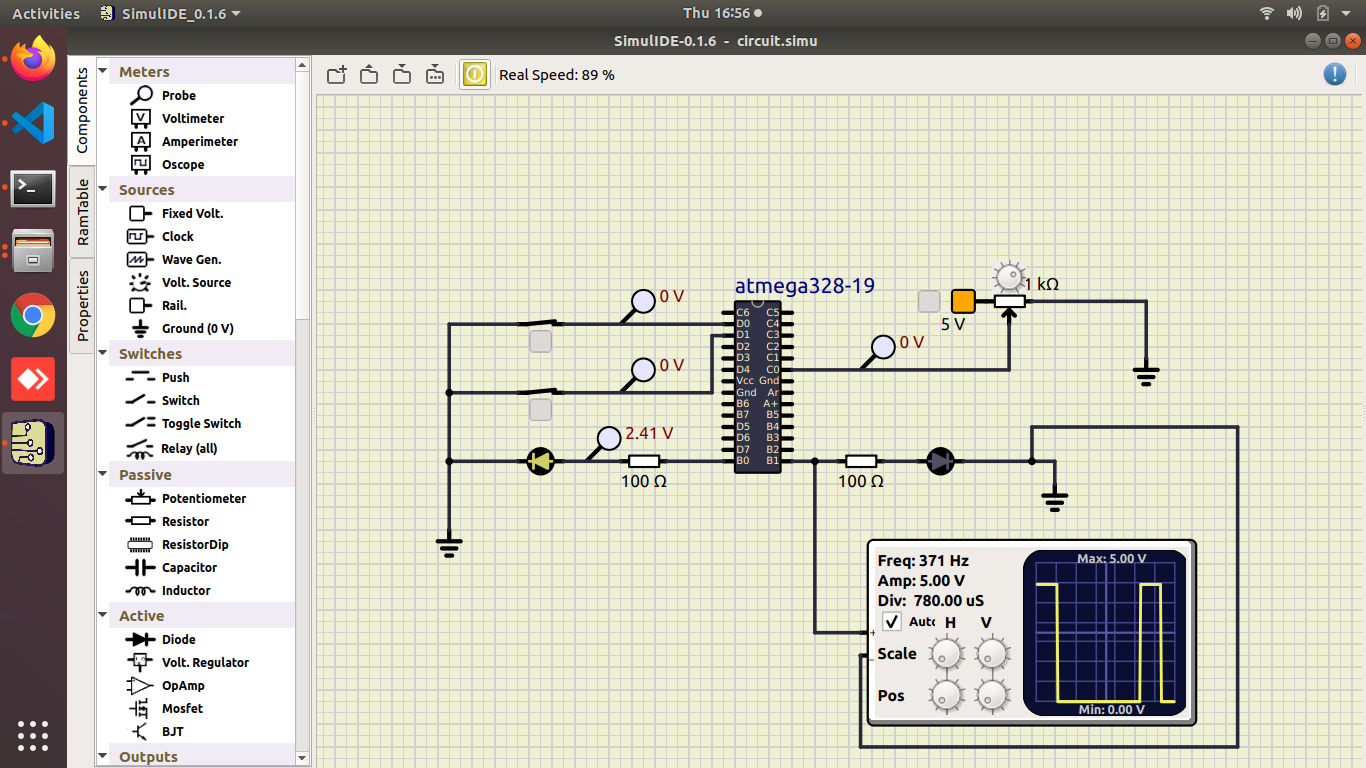 Activities
SimulIDE_0.1.6
Thu 16:56
SimulIDE-0.1.6 - circuit.simu
Components
RamTable
Properties
Meters
Probe
Voltimeter
Amperimeter
Oscope
Sources
Fixed Volt.
Clock
Wave Gen.
Volt. Source
Rail.
Ground (0 V)
Switches
Push
Switch
Toggle Switch
Relay (all)
Passive
Potentiometer
Resistor
ResistorDip
Capacitor
Inductor
Active
Diode
Volt. Regulator
OpAmp
Mosfet
BJT
Outputs
Real Speed: 89 %
atmega328-19
0 V
0 V
2.41 V
100 Ω
C6 C5
D0 C4
D1 C3
D2 C2
D3 C1
D4 C0
Vcc Gnd
Gnd Ar
B6 A+
B7 B5
D5 B4
D6 B3
D7 B2
B0 B1
0 V
5 V
1 kΩ
100 Ω
Freq: 371 Hz
Amp: 5.00 V
Div: 780.00 uS
Auto H V
Scale
Pos
+
-
Max: 5.00 V
Min: 0.00 V